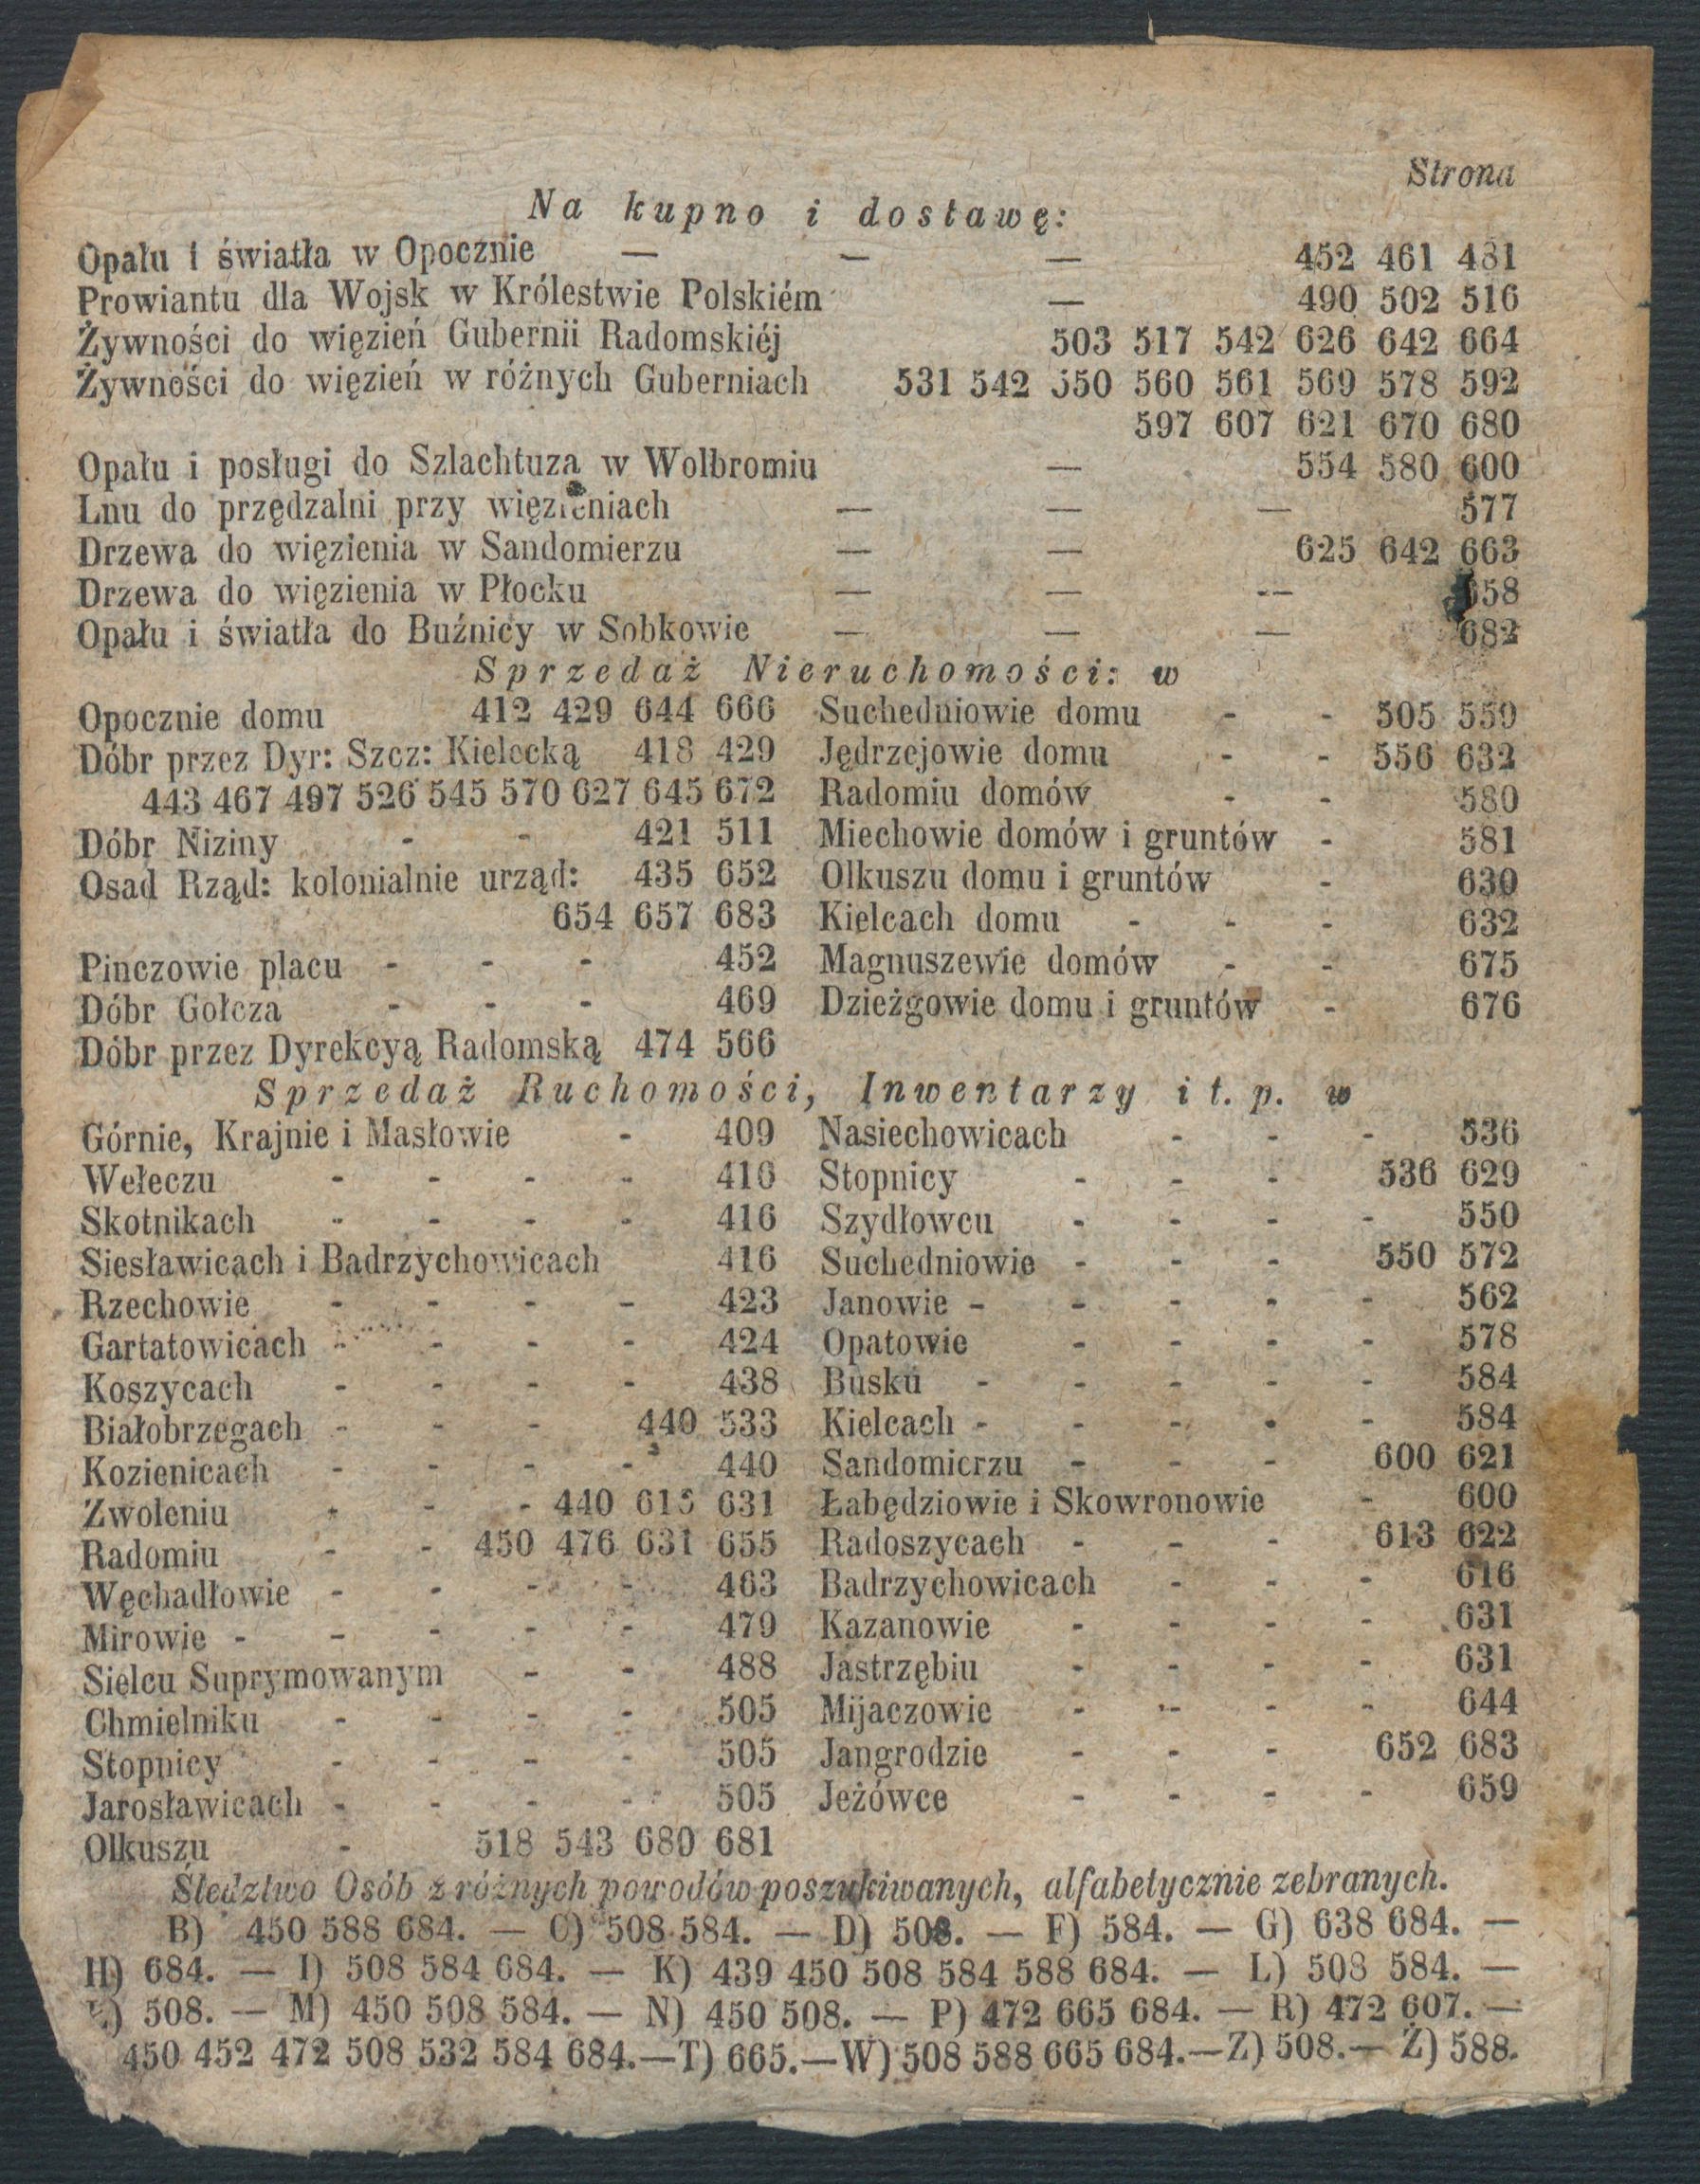 Strona
Na kupno i dostawę:
Opału i światła w Opocznie — — — 452 461 481
Prowiantu dla Wojsk w Królestwie Polskiém — 490 502 516
Żywności do więzień Gubernii Radomskiéj 503 517 542 626 642 664
Żywności do więzień w różnych Guberniach 531 542 550 560 561 569 578 592
597 607 621 670 680
Opału i posługi do Szlachtuza w Wolbromiu — 554 580 600
Lnu do przędzalni przy więzieniach — — — 577
Drzewa do więzienia w Sandomierzu — — 625 642 663
Drzewa do więzienia w Płocku — — —
Opału i światła do Buźnicy w Sobkowie — — — 682
Sprzedaż Nieruchomości: w
Opocznie domu 412 429 644 666
Dóbr przez Dyr: Szcz: Kielecką 418 429
443 467 497 526 545 570 627 645 672
Dóbr Niziny - - 421 511
Osad Rząd: kolonialnie urząd: 435 652
654 657 683
Pinczowie placu - - - 452
Dóbr Gołcza - - - 469
Dóbr przez Dyrekcyą Radomską 474 566
Suchedniowie domu - - 505 559
Jędrzejowie domu - - 556 632
Radomiu domów - - 580
Miechowie domów i gruntów - 581
Olkuszu domu i gruntów - 630
Kielcach domu - - - 632
Magnuszewie domów - - 675
Dzieżgowie domu i gruntów - 676
Sprzedaż Ruchomości, Inwentarzy i t. p. w
Górnie, Krajnie i Masłowie - 409
Wełeczu - - - - 416
Skotnikach - - - - 416
Siesławicach i Badrzychowicach 416
Rzechowie - - - - 423
Gartatowicach - - - - 424
Koszycach - - - - 438
Białobrzegach - - - 440 533
Kozienicach - - - - 440
Zwoleniu - - - 440 615 631
Radomiu - - 450 476 631 655
Węchadłowie - - - - 463
Mirowie - - - - - 479
Sielcu Suprymowanym - - 488
Chmielniku - - - - 505
Stopnicy - - - - 505
Jarosławicach - - - - 505
Olkuszu - 518 543 680 681
Nasiechowicach - - - 536
Stopnicy - - - 536 629
Szydłowcu - - - - 550
Suchedniowie - - - 550 572
Janowie - - - - - 562
Opatowie - - - - 578
Busku - - - - - 584
Kielcach - - - - - 584
Sandomierzu - - - 600 621
Łabędziowie i Skowronowie - 600
Radoszycach - - - 613 622
Badrzychowicach - - - 616
Kazanowie - - - - 631
Jastrzębiu - - - - 631
Mijaczowie - - - - 644
Jangrodzie - - - 652 683
Jeżówce - - - - 659
Śledztwo Osób z różnych powodów poszukiwanych, alfabetycznie zebranych.
B) 450 588 684. — C) 508 584. — D) 508. — F) 584. — G) 638 684. —
H) 684. — I) 508 584 684. — K) 439 450 508 584 588 684. — L) 508 584. —
508. — M) 450 508 584. — N) 450 508. — P) 472 665 684. — R) 472 607. —
450 452 472 508 532 584 684.—T) 665.—W) 508 588 665 684.—Z) 508.— Ż) 588.